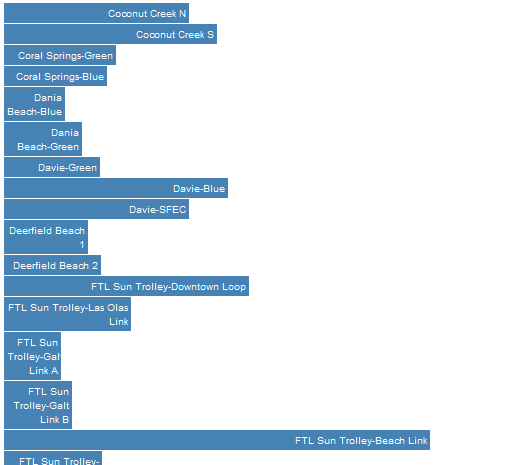 Coconut Creek N
Coconut Creek S
Coral Springs-Green
Coral Springs-Blue
Dania
Beach-Blue
Dania
Beach-Green
Davie-Green
Davie-Blue
Davie-SFEC
Deerfield Beach
1
Deerfield Beach 2
FTL Sun Trolley-Downtown Loop
FTL Sun Trolley-Las Olas
Link
FTL Sun
Trolley-Gal
Link A
FTL Sun
Trolley-Galt
Link B
FTL Sun Trolley-Beach Link
FTL Sun Trolley-